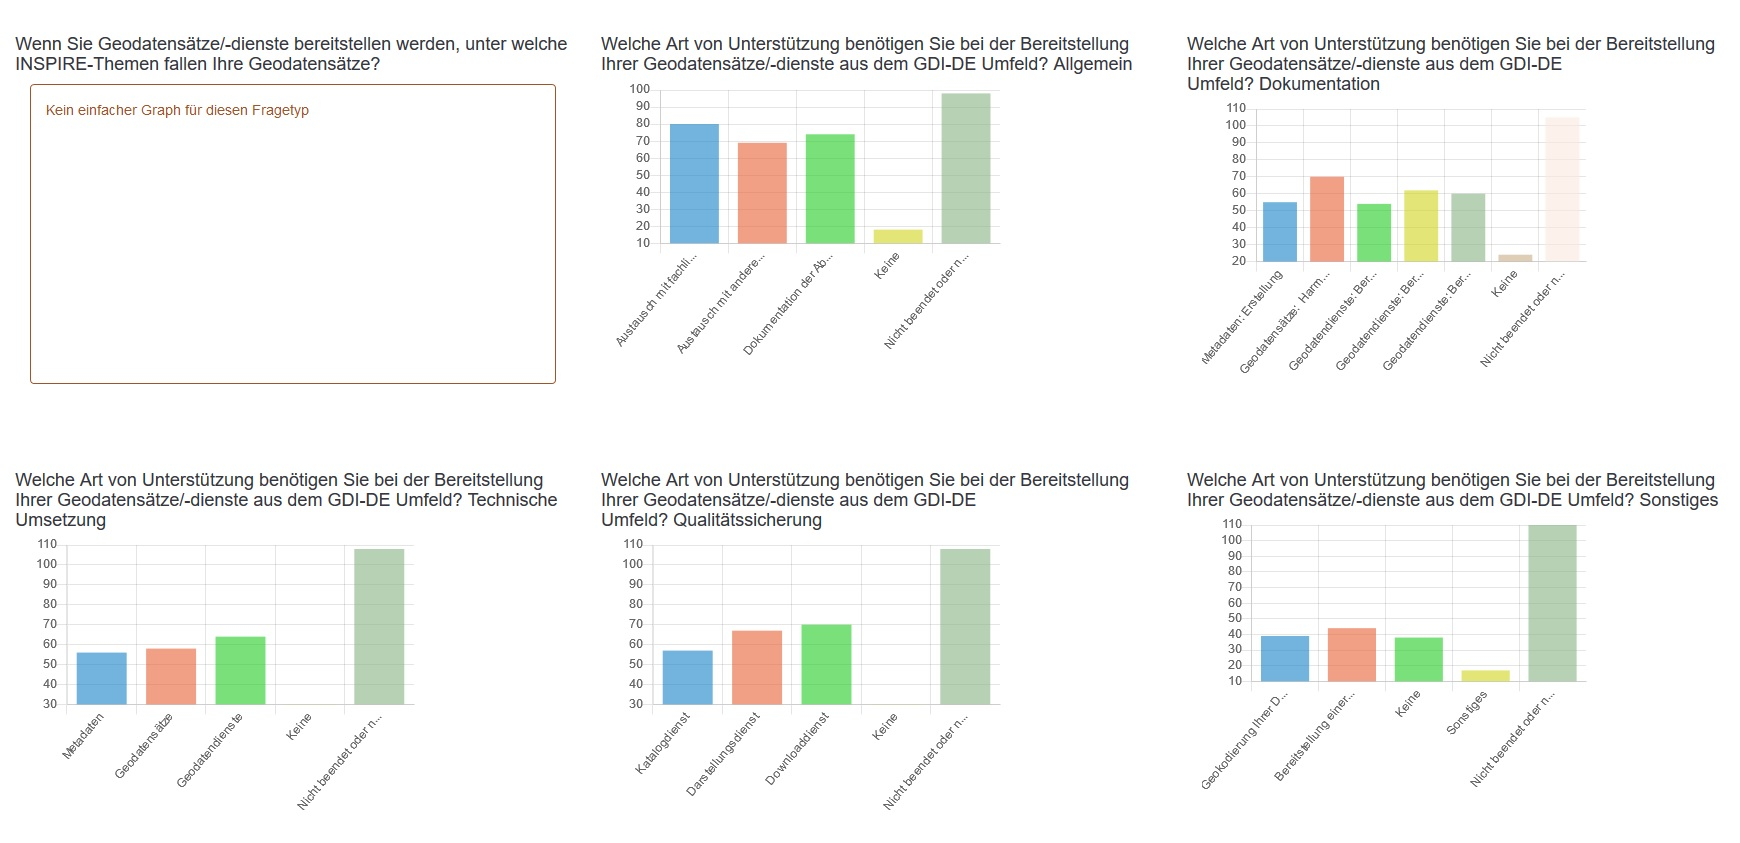 Wenn Sie Geodatensätze/-dienste bereitstellen werden, unter welche
INSPIRE-Themen fallen Ihre Geodatensätze?
Kein einfacher Graph für diesen Fragetyp
Welche Art von Unterstützung benötigen Sie bei der Bereitstellung
Ihrer Geodatensätze/-dienste aus dem GDI-DE Umfeld? Allgemein
100
90
80
70
60
50
40
30
20
10
Austausch mit fachli...
Austausch mit andere...
Dokumentation der Ab...
Keine
Nicht beendet oder n...
Welche Art von Unterstützung benötigen Sie bei der Bereitstellung
Ihrer Geodatensätze/-dienste aus dem GDI-DE
Umfeld? Dokumentation
110
100
90
80
70
60
50
40
30
20
Metadaten: Erstellung
Geodatensätze: Harm...
Geodatendienste: Ber...
Geodatendienste: Ber...
Geodatendienste: Ber...
Keine
Nicht beendet oder n...
Welche Art von Unterstützung benötigen Sie bei der Bereitstellung
Ihrer Geodatensätze/-dienste aus dem GDI-DE Umfeld? Technische
Umsetzung
110
100
90
80
70
60
50
40
30
Metadaten
Geodatensätze
Geodatendienste
Keine
Nicht beendet oder n...
Welche Art von Unterstützung benötigen Sie bei der Bereitstellung
Ihrer Geodatensätze/-dienste aus dem GDI-DE
Umfeld? Qualitätssicherung
110
100
90
80
70
60
50
40
30
Katalogdienst
Darstellungsdienst
Downloaddienst
Keine
Nicht beendet oder n...
Welche Art von Unterstützung benötigen Sie bei der Bereitstellung
Ihrer Geodatensätze/-dienste aus dem GDI-DE Umfeld? Sonstiges
110
100
90
80
70
60
50
40
30
20
10
Geokodierung Ihrer D...
Bereitstellung einer...
Keine
Sonstiges
Nicht beendet oder n...